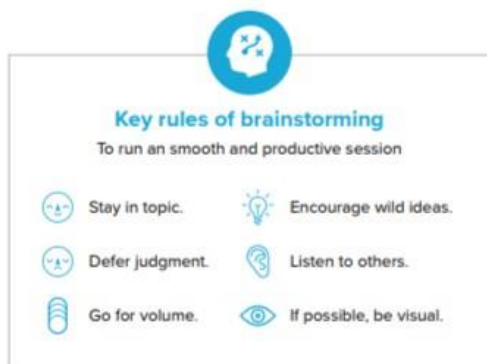 Key rules of brainstorming
To run an smooth and productive session
Stay in topic.
Encourage wild ideas.
Defer judgment.
Listen to others.
Go for volume.
If possible, be visual.